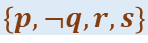 {p, ¬q, r, s}